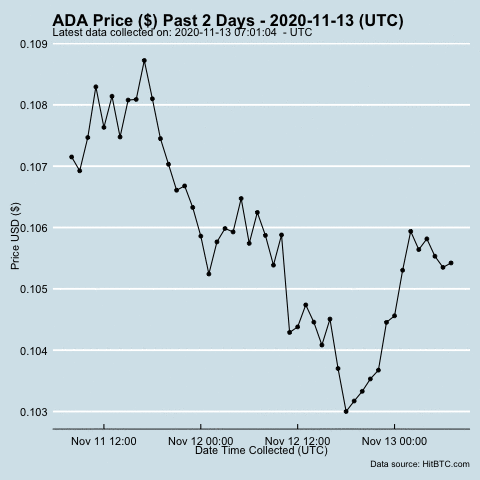 ADA Price ($) Past 2 Days - 2020-11-13 (UTC)
Latest data collected on: 2020-11-13 07:01:04 - UTC
0.109
0.108
0.107
0.106
0.105
0.104
0.103
Price USD ($)
Nov 11 12:00 Nov 12 00:00 Nov 12 12:00 Nov 13 00:00
Date Time Collected (UTC)
Data source: HitBTC.com